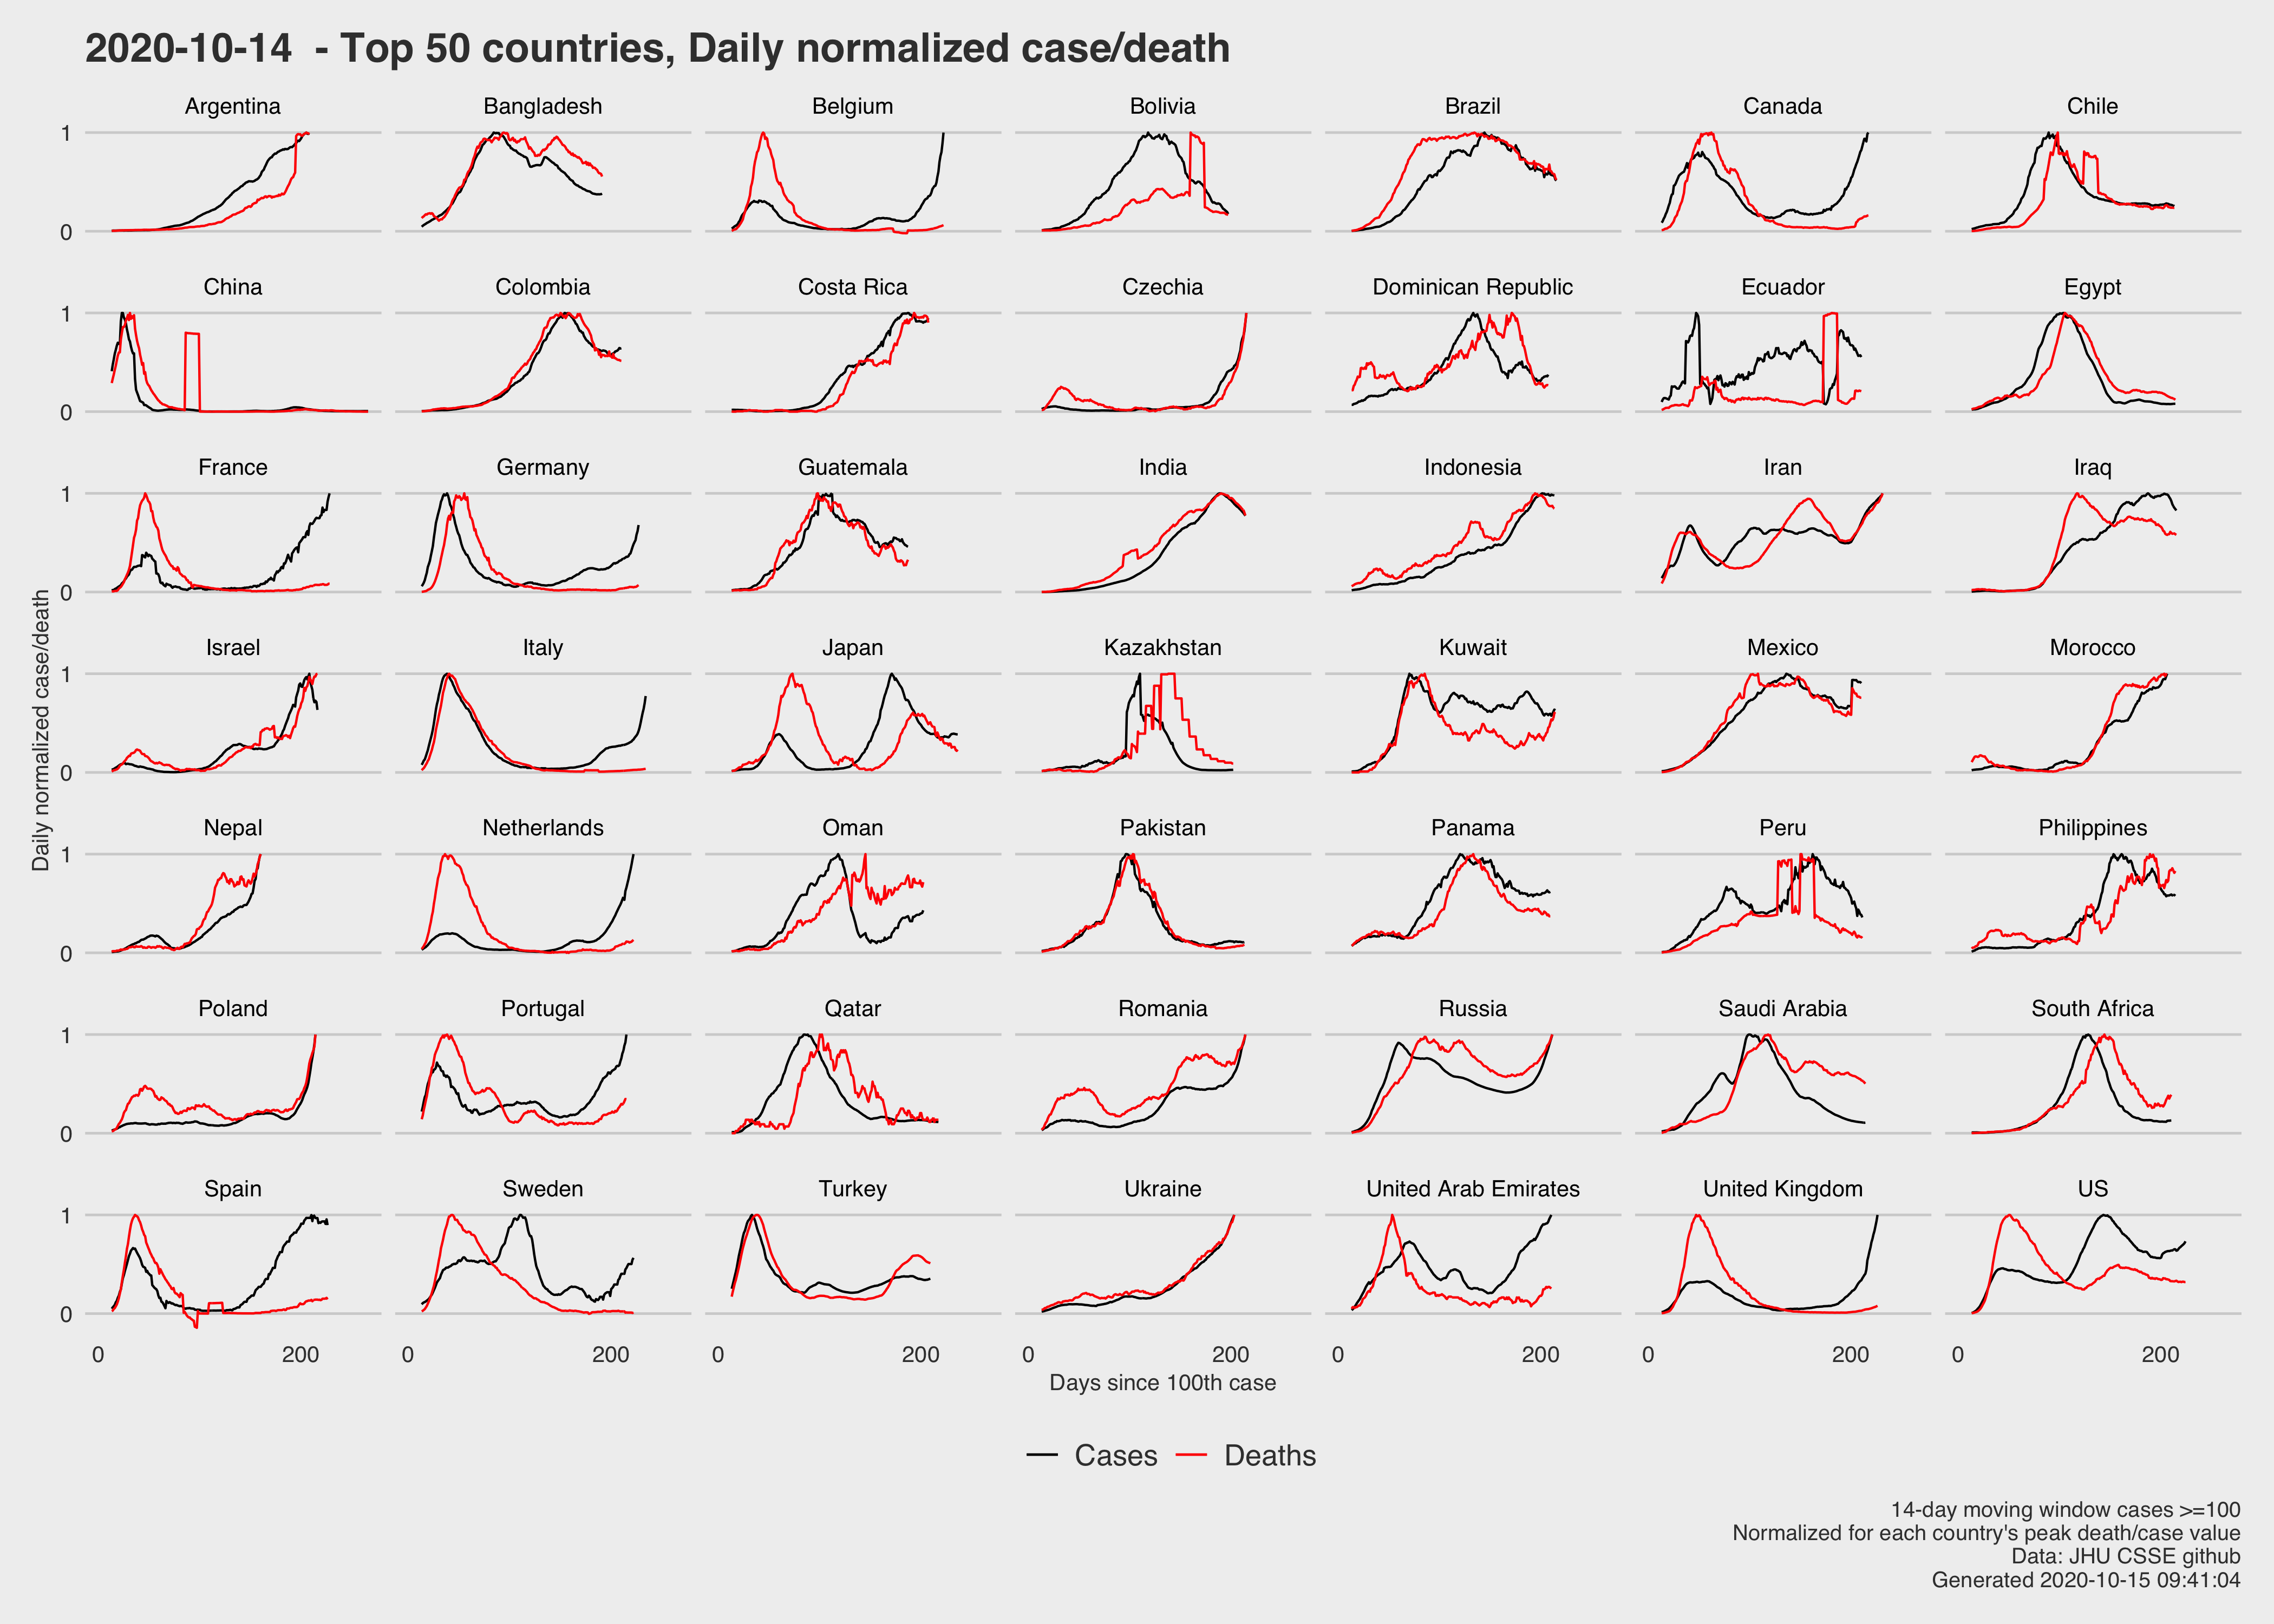 2020-10-14  - Top 50 countries, Daily normalized case/death
Argentina Bangladesh Belgium Bolivia Brazil Canada Chile
1
0
China Colombia Costa Rica Czechia Dominican Republic Ecuador Egypt
1
0
France Germany Guatemala India Indonesia Iran Iraq
1
0
Israel Italy Japan Kazakhstan Kuwait Mexico Morocco
1
0
Nepal Netherlands Oman Pakistan Panama Peru Philippines
1
0
Poland Portugal Qatar Romania Russia Saudi Arabia South Africa
1
0
Spain Sweden Turkey Ukraine United Arab Emirates United Kingdom US
1
0
0 200 0 200 0 200 0 200 0 200 0 200 0 200
Daily normalized case/death
Days since 100th case
Cases Deaths
14-day moving window cases >=100
Normalized for each country's peak death/case value
Data: JHU CSSE github
Generated 2020-10-15 09:41:04